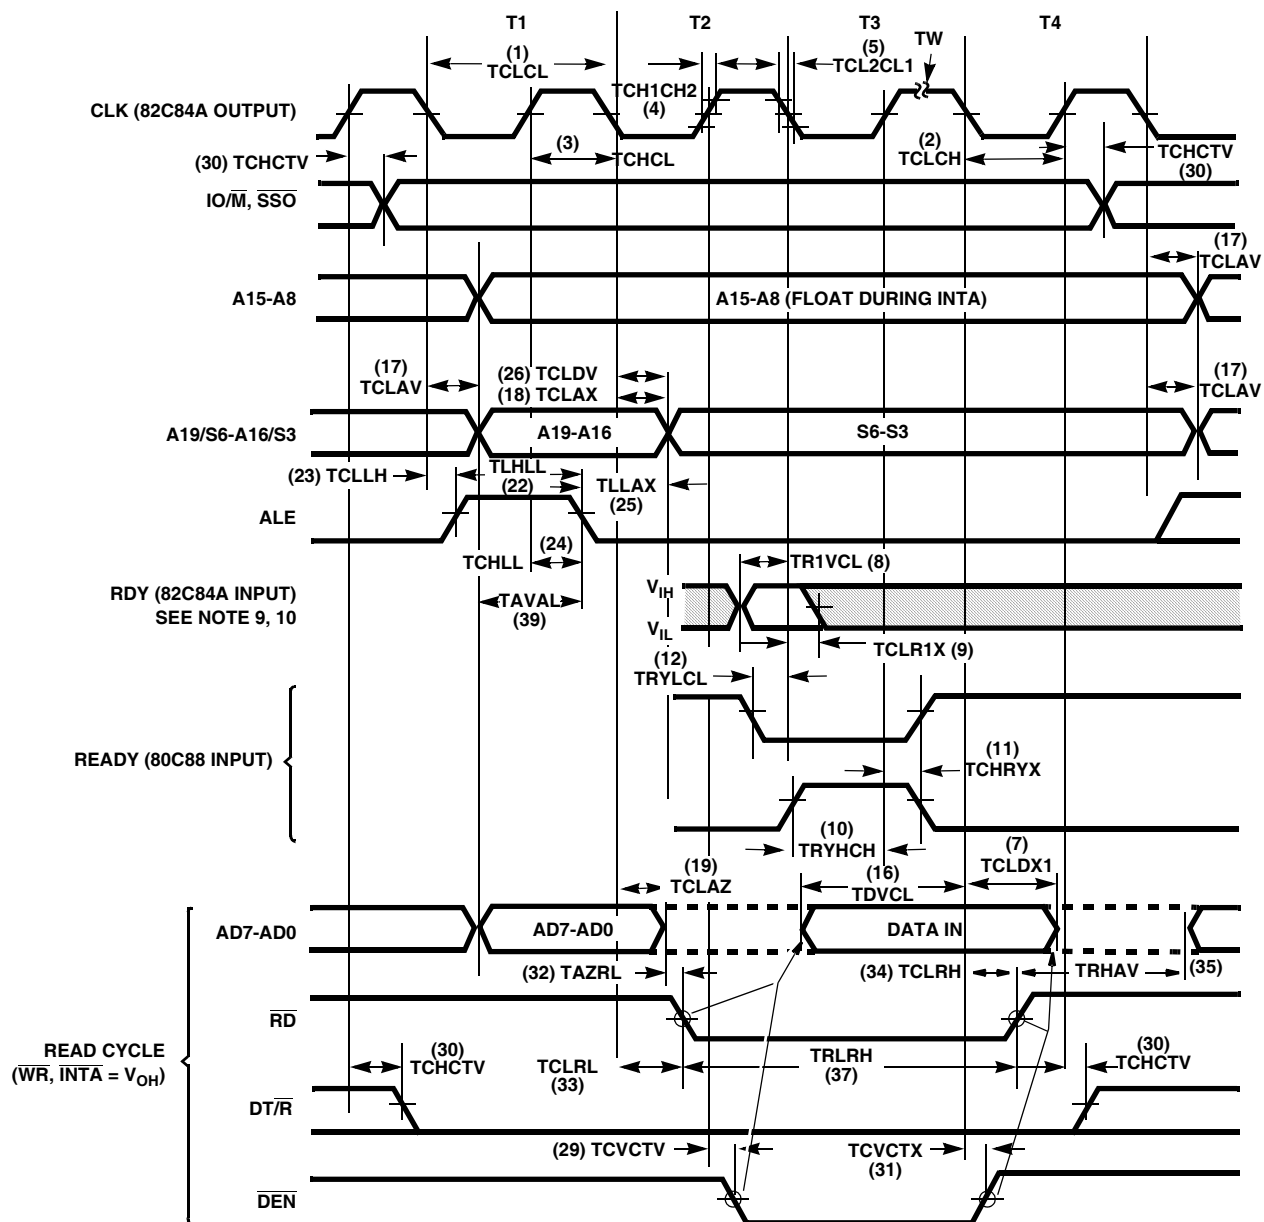 T1
T2
T3
T4
(1)
TCLCL
TCH1CH2
(4)
(5)
TCL2CL1
TW
CLK (82C84A OUTPUT)
(30) TCHCTV
(3)
TCHCL
(2)
TCLCH
TCHCTV
(30)
IO/M̅, S̅S̅O̅
(17)
TCLAV
A15-A8
A15-A8 (FLOAT DURING INTA)
(17)
TCLAV
(26) TCLDV
(18) TCLAX
(17)
TCLAV
A19/S6-A16/S3
A19-A16
S6-S3
(23) TCLLH
TLHLL
(22)
TLLAX
(25)
ALE
TCHLL
(24)
TR1VCL (8)
RDY (82C84A INPUT)
SEE NOTE 9, 10
VIH
VIL
TAVAL
(39)
TCLR1X (9)
(12)
TRYLCL
READY (80C88 INPUT)
(11)
TCHRYX
(10)
TRYHCH
(7)
TCLDX1
(19)
TCLAZ
(16)
TDVCL
AD7-AD0
AD7-AD0
DATA IN
(32) TAZRL
(34) TCLRH
TRHAV
(35)
R̅D̅
READ CYCLE
(W̅R̅, I̅N̅T̅A̅ = VOH)
(30)
TCHCTV
TCLRL
(33)
TRLRH
(37)
(30)
TCHCTV
DT/R̅
(29) TCVCTV
TCVCTX
(31)
D̅E̅N̅